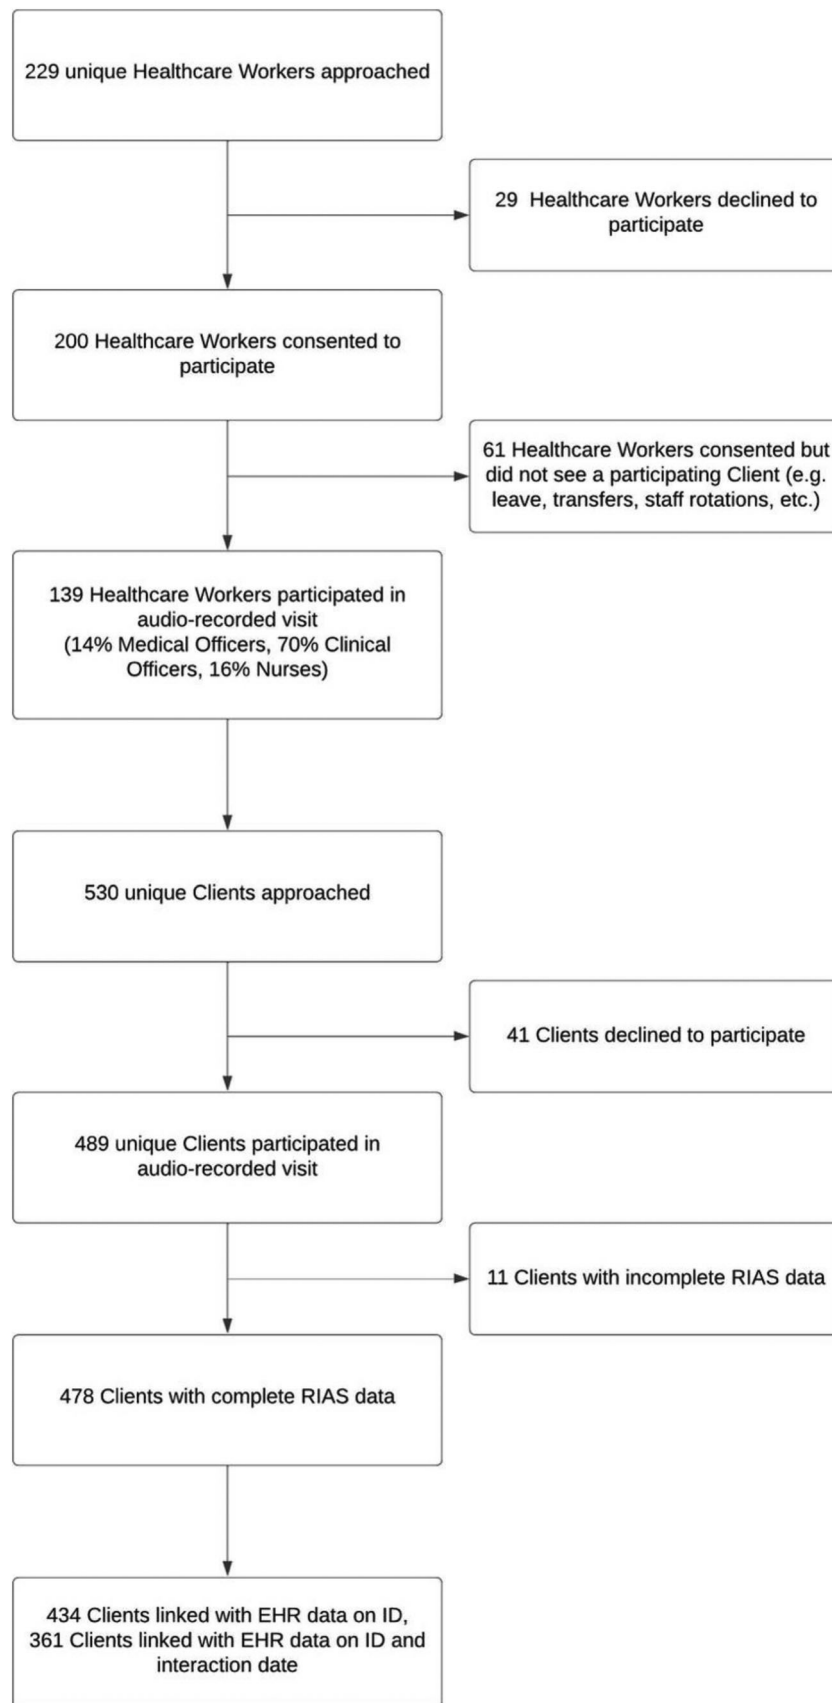 229 unique Healthcare Workers approached
29 Healthcare Workers declined to
participate
200 Healthcare Workers consented to
participate
61 Healthcare Workers consented but
did not see a participating Client (e.g.
leave, transfers, staff rotations, etc.)
139 Healthcare Workers participated in
audio-recorded visit
(14% Medical Officers, 70% Clinical
Officers, 16% Nurses)
530 unique Clients approached
41 Clients declined to participate
489 unique Clients participated in
audio-recorded visit
11 Clients with incomplete RIAS data
478 Clients with complete RIAS data
434 Clients linked with EHR data on ID,
361 Clients linked with EHR data on ID and
interaction date